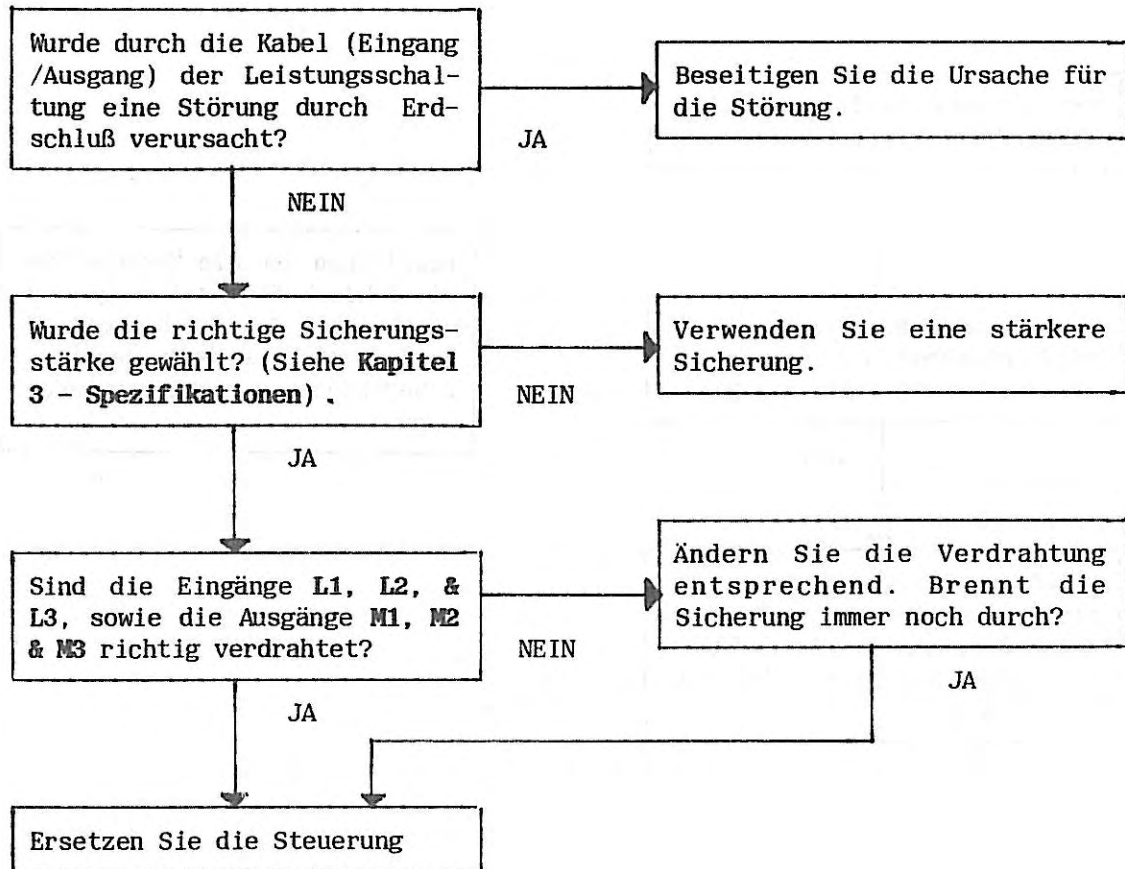 Wurde durch die Kabel (Eingang
/Ausgang) der Leistungsschal-
tung eine Störung durch Erd-
schluß verursacht?
JA
Beseitigen Sie die Ursache für
die Störung.
NEIN
Wurde die richtige Sicherungs-
stärke gewählt? (Siehe Kapitel
3 - Spezifikationen).
NEIN
Verwenden Sie eine stärkere
Sicherung.
JA
Sind die Eingänge L1, L2, &
L3, sowie die Ausgänge M1, M2
& M3 richtig verdrahtet?
NEIN
Ändern Sie die Verdrahtung
entsprechend. Brennt die
Sicherung immer noch durch?
JA
JA
Ersetzen Sie die Steuerung